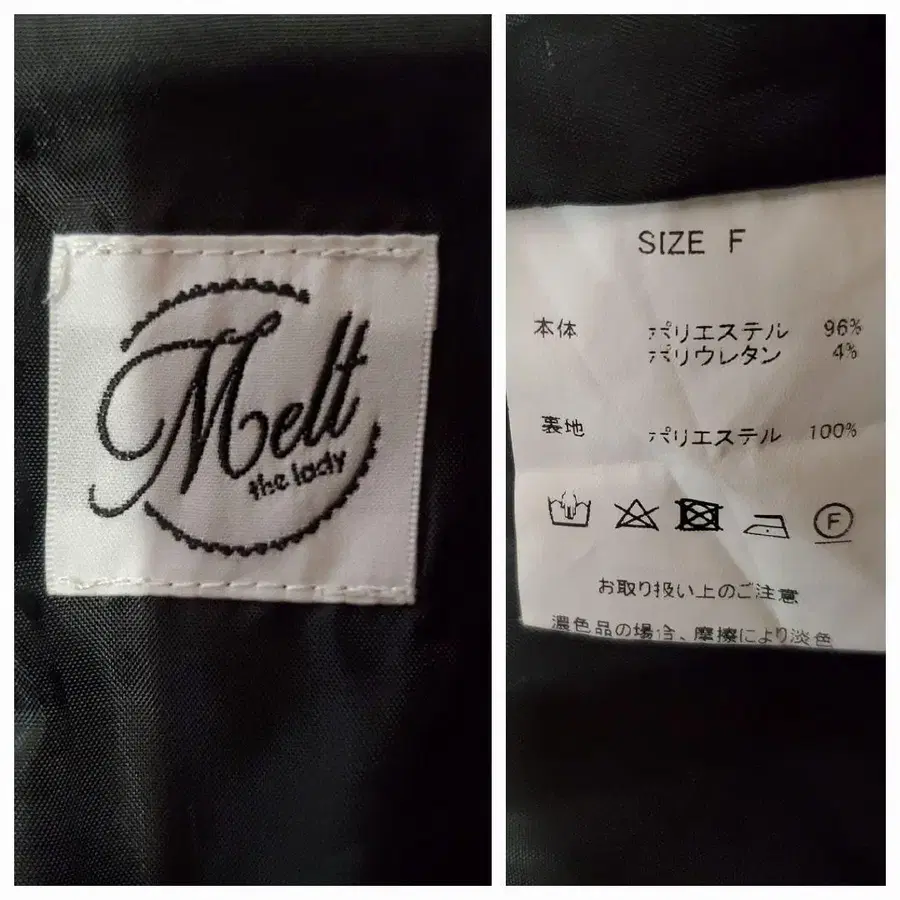 Melt
the lady
SIZE F
本体 ポリエステル 96%
ポリウレタン 4%
裏地 ポリエステル 100%
F
お取り扱い上のご注意
濃色品の場合、摩擦により淡色